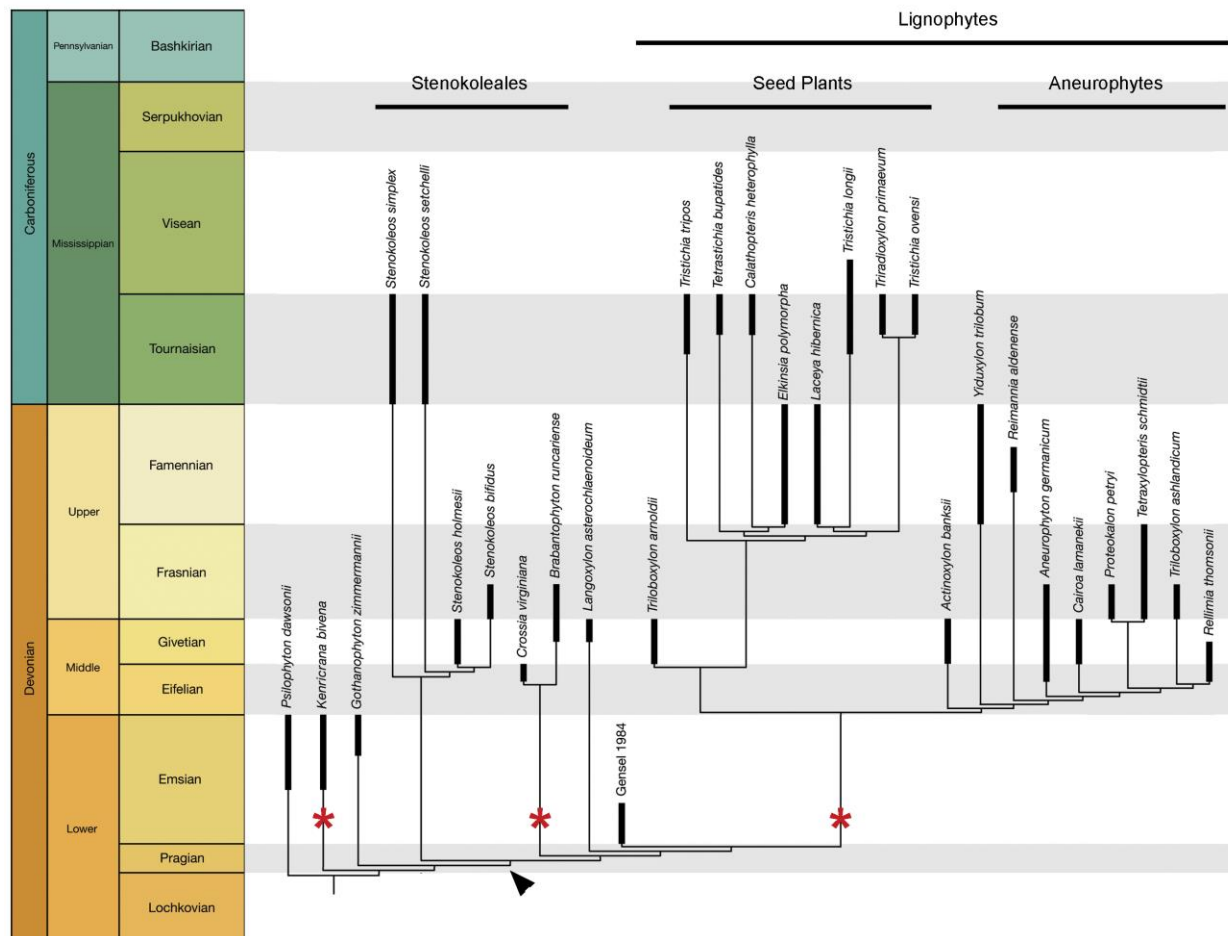 Lignophytes
Stenokoleales
Seed Plants
Aneurophytes
Carboniferous
Devonian
Pennsylvanian
Mississippian
Upper
Middle
Lower
Bashkirian
Serpukhovian
Visean
Tournaisian
Famennian
Frasnian
Givetian
Eifelian
Emsian
Pragian
Lochkovian
Psilophyton dawsonii
Kenricrana bivena
Gothanophyton zimmermannii
Stenokoleos simplex
Stenokoleos setchelli
Stenokoleos holmesii
Stenokoleos bifidus
Crossia virginiana
Brabantophyton runcariense
Langoxylon asterochlaenoideum
Gensel 1984
Triloboxylon arnoldii
Tristichia tripos
Tetrastichia bupatides
Calathopteris heterophylla
Elkinsia polymorpha
Laceya hibernica
Tristichia longii
Triradioxylon primaevum
Tristichia ovensi
Actinoxylon banksii
Yiduxylon trilobum
Reimannia aldenense
Aneurophyton germanicum
Cairoa lamanekii
Proteokalon petryi
Tetraxylopteris schmidtii
Triloboxylon ashlandicum
Rellimia thomsonii